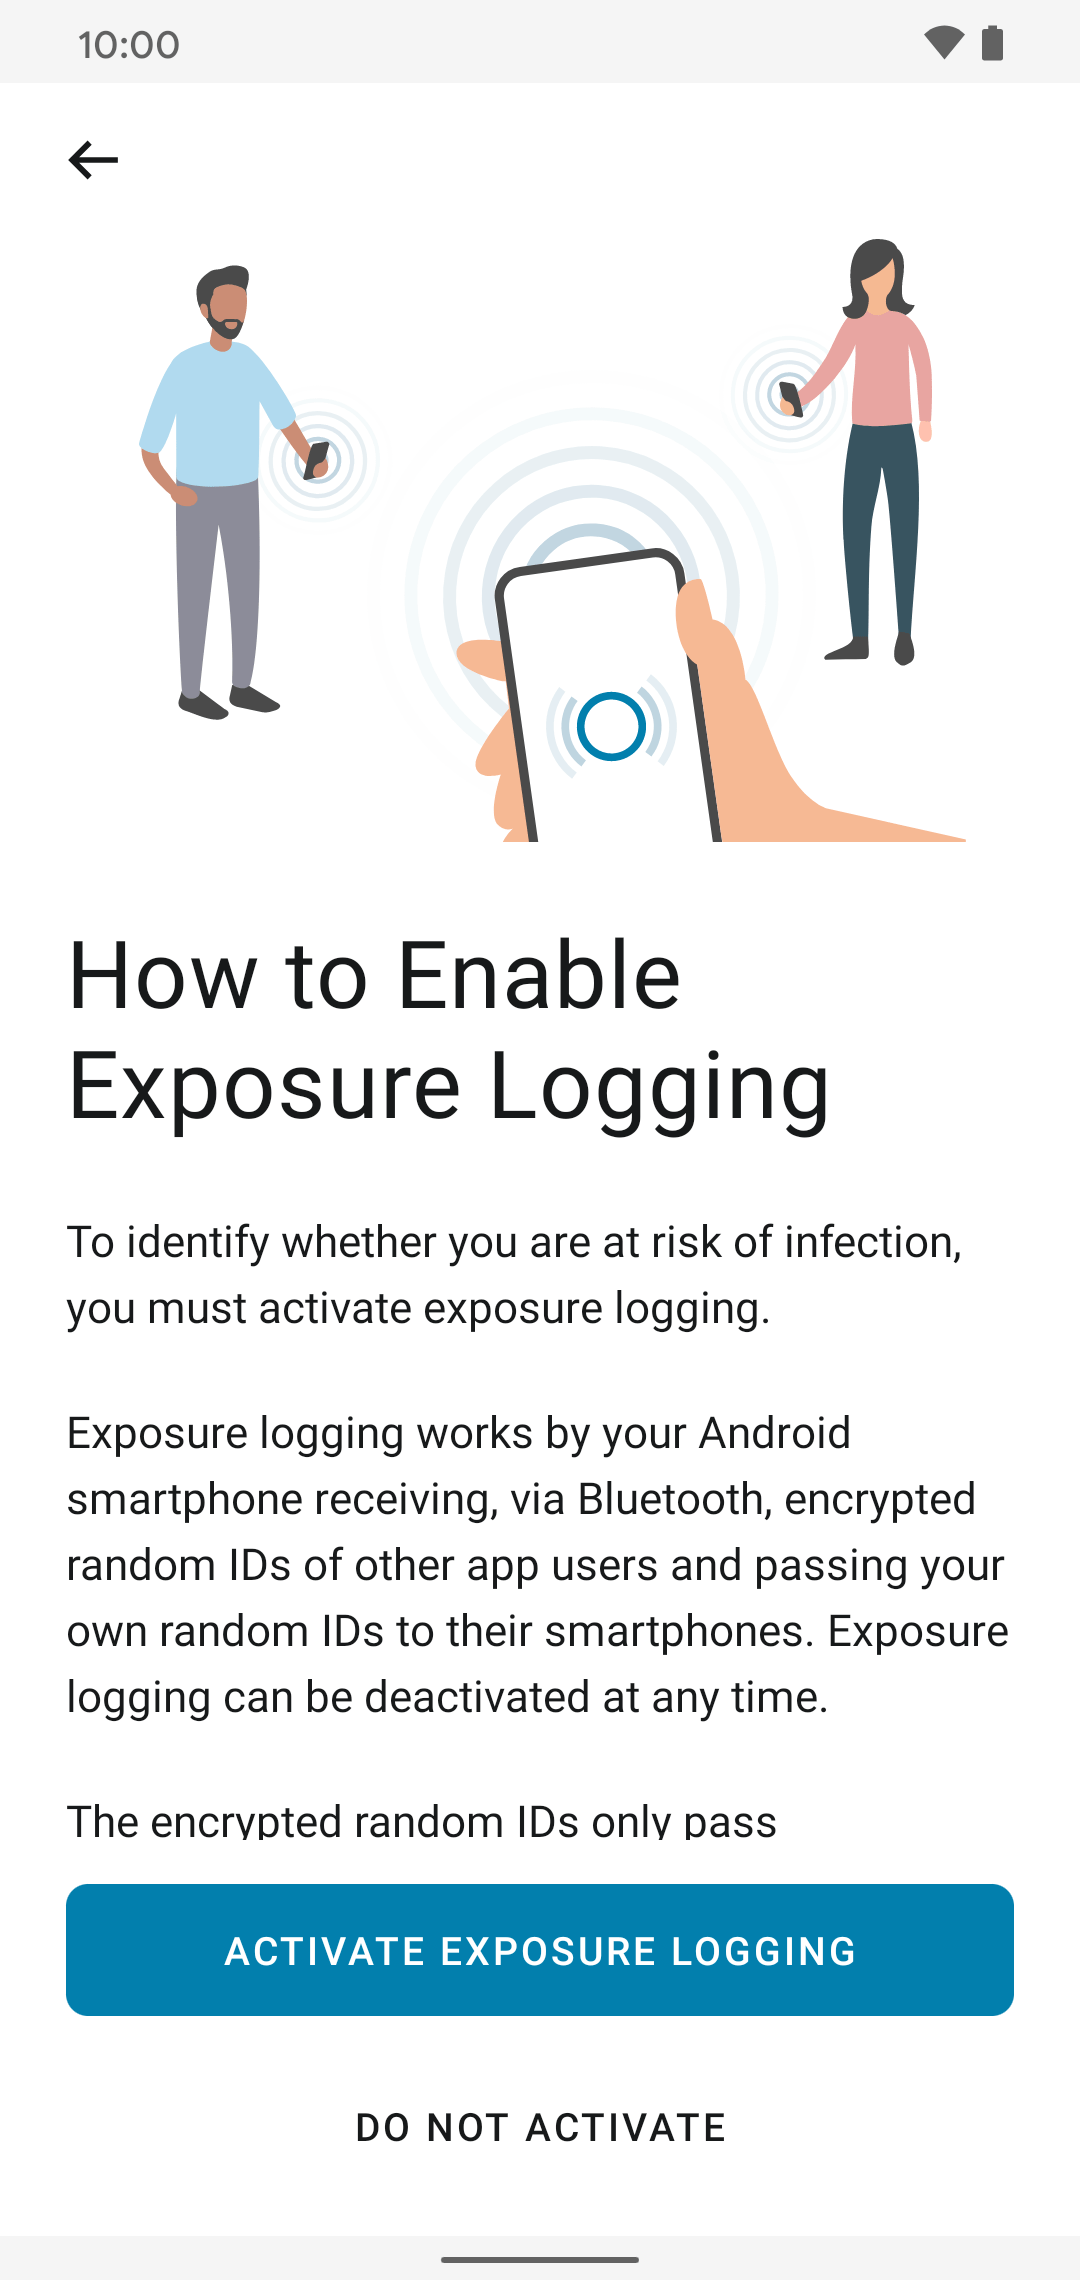 10:00
How to Enable
Exposure Logging
To identify whether you are at risk of infection,
you must activate exposure logging.
Exposure logging works by your Android
smartphone receiving, via Bluetooth, encrypted
random IDs of other app users and passing your
own random IDs to their smartphones. Exposure
logging can be deactivated at any time.
The encrypted random IDs only pass
ACTIVATE EXPOSURE LOGGING
DO NOT ACTIVATE